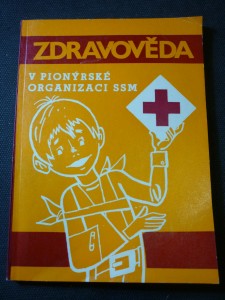 ZDRAVOVĚDA
V PIONÝRSKÉ
ORGANIZACI SSM